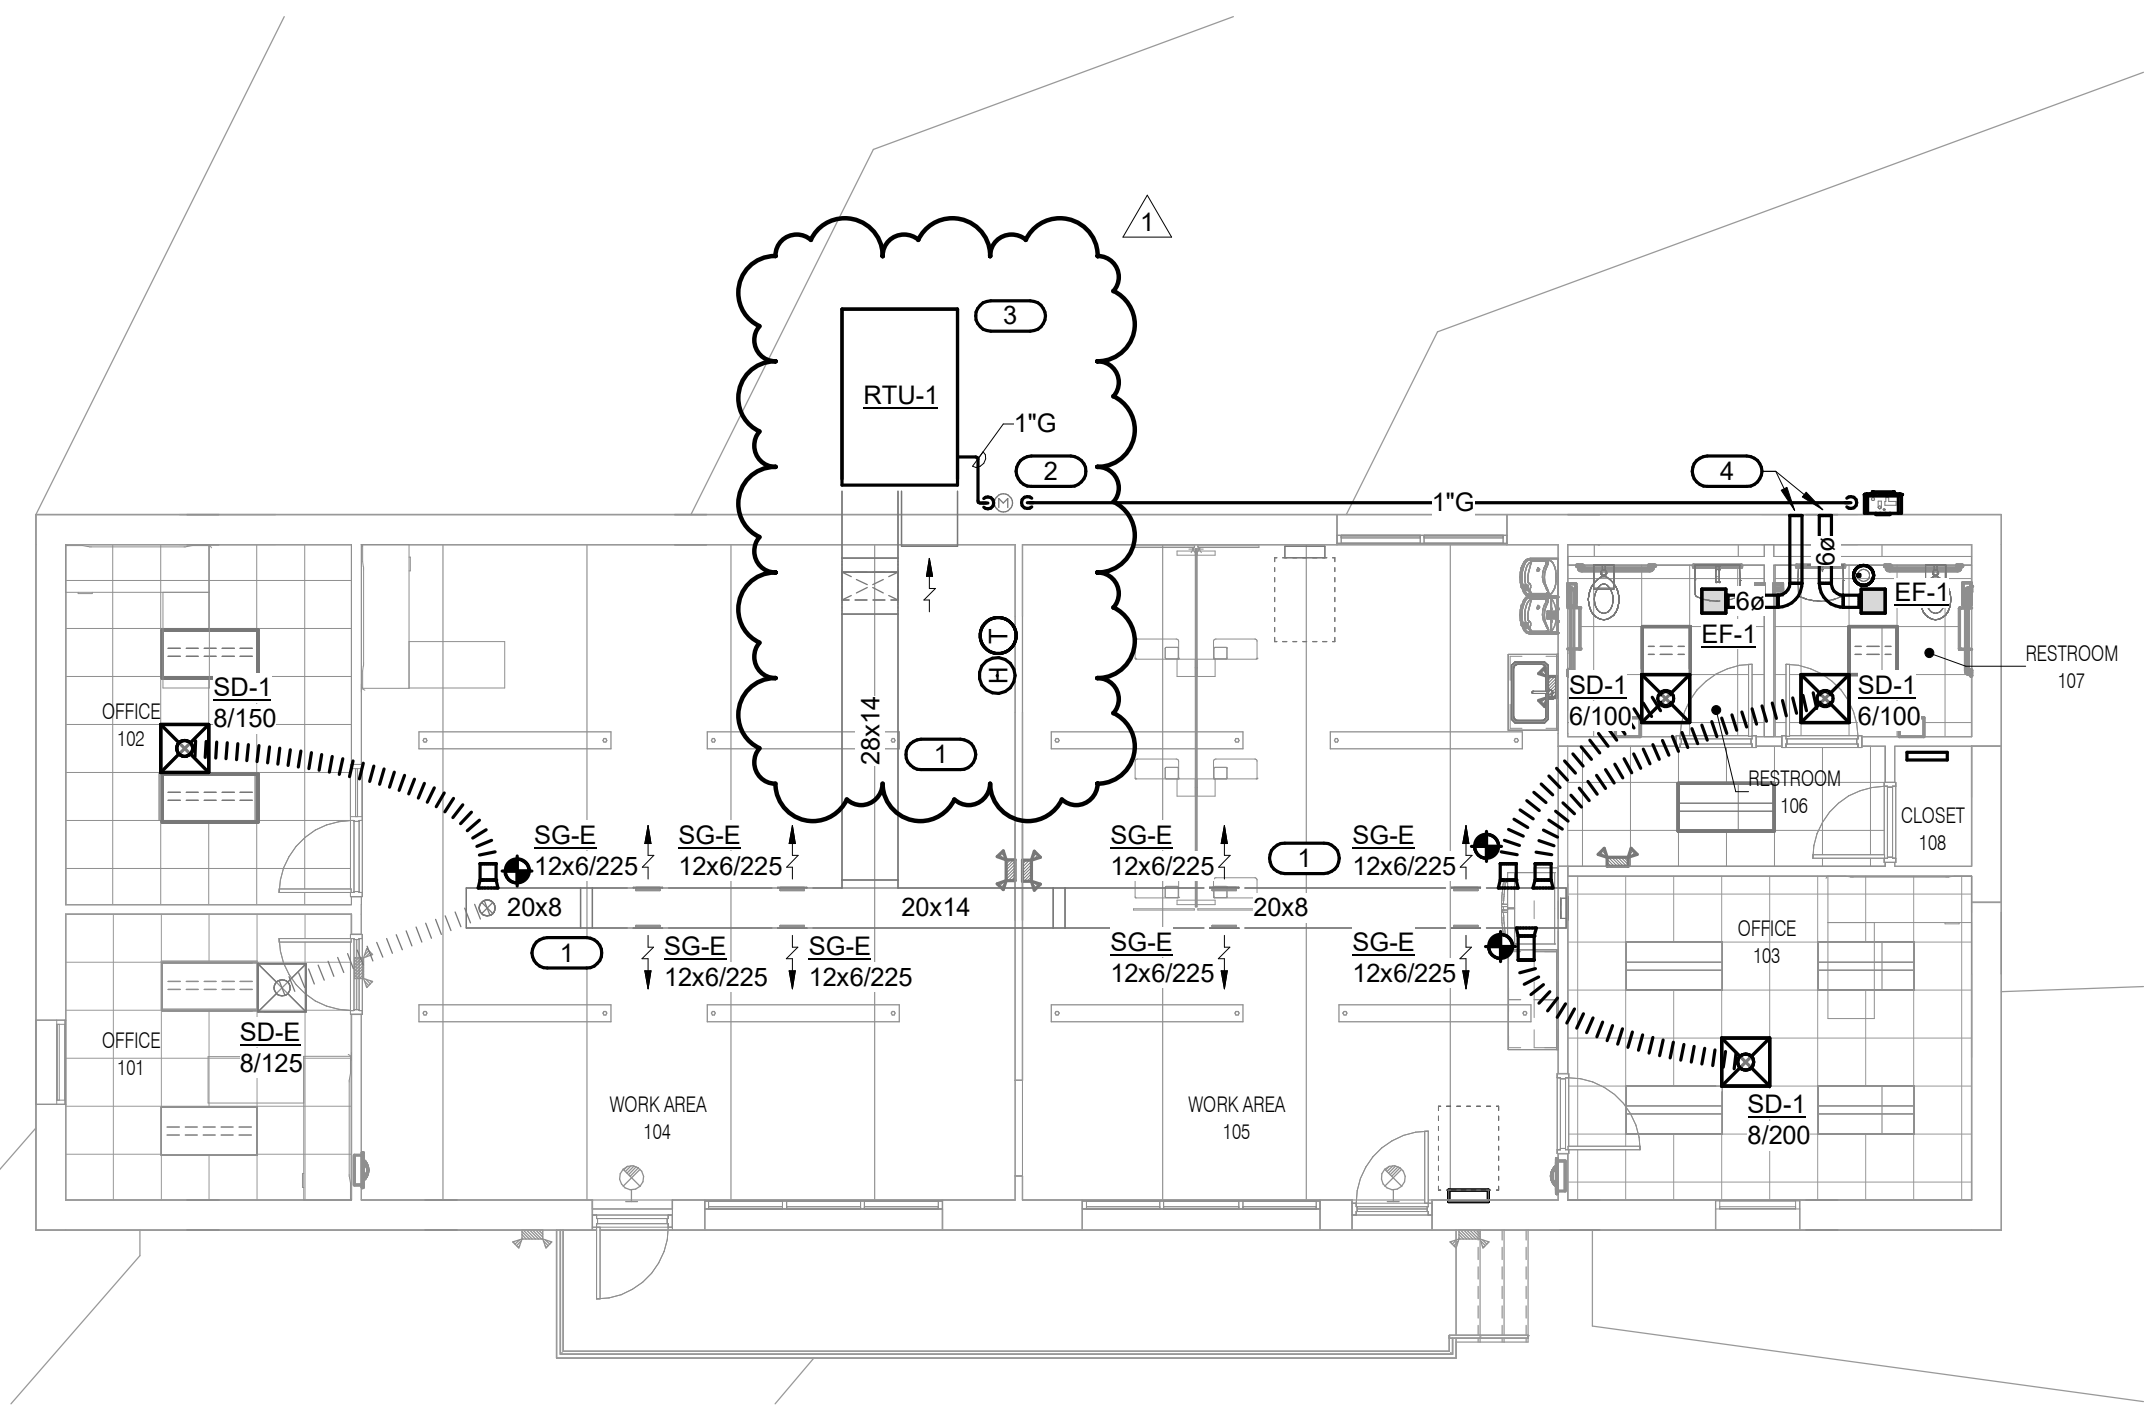 1
3
RTU-1
1"G
2
4
1"G
6ø
6ø
EF-1
EF-1
T
H
RESTROOM
107
SD-1
8/150
OFFICE
102
SD-1
6/100
SD-1
6/100
28x14
1
RESTROOM
106
CLOSET
108
SG-E
12x6/225
SG-E
12x6/225
SG-E
12x6/225
1
SG-E
12x6/225
20x8
20x14
20x8
1
SG-E
12x6/225
SG-E
12x6/225
SG-E
12x6/225
SG-E
12x6/225
OFFICE
103
OFFICE
101
SD-E
8/125
WORK AREA
104
WORK AREA
105
SD-1
8/200
M